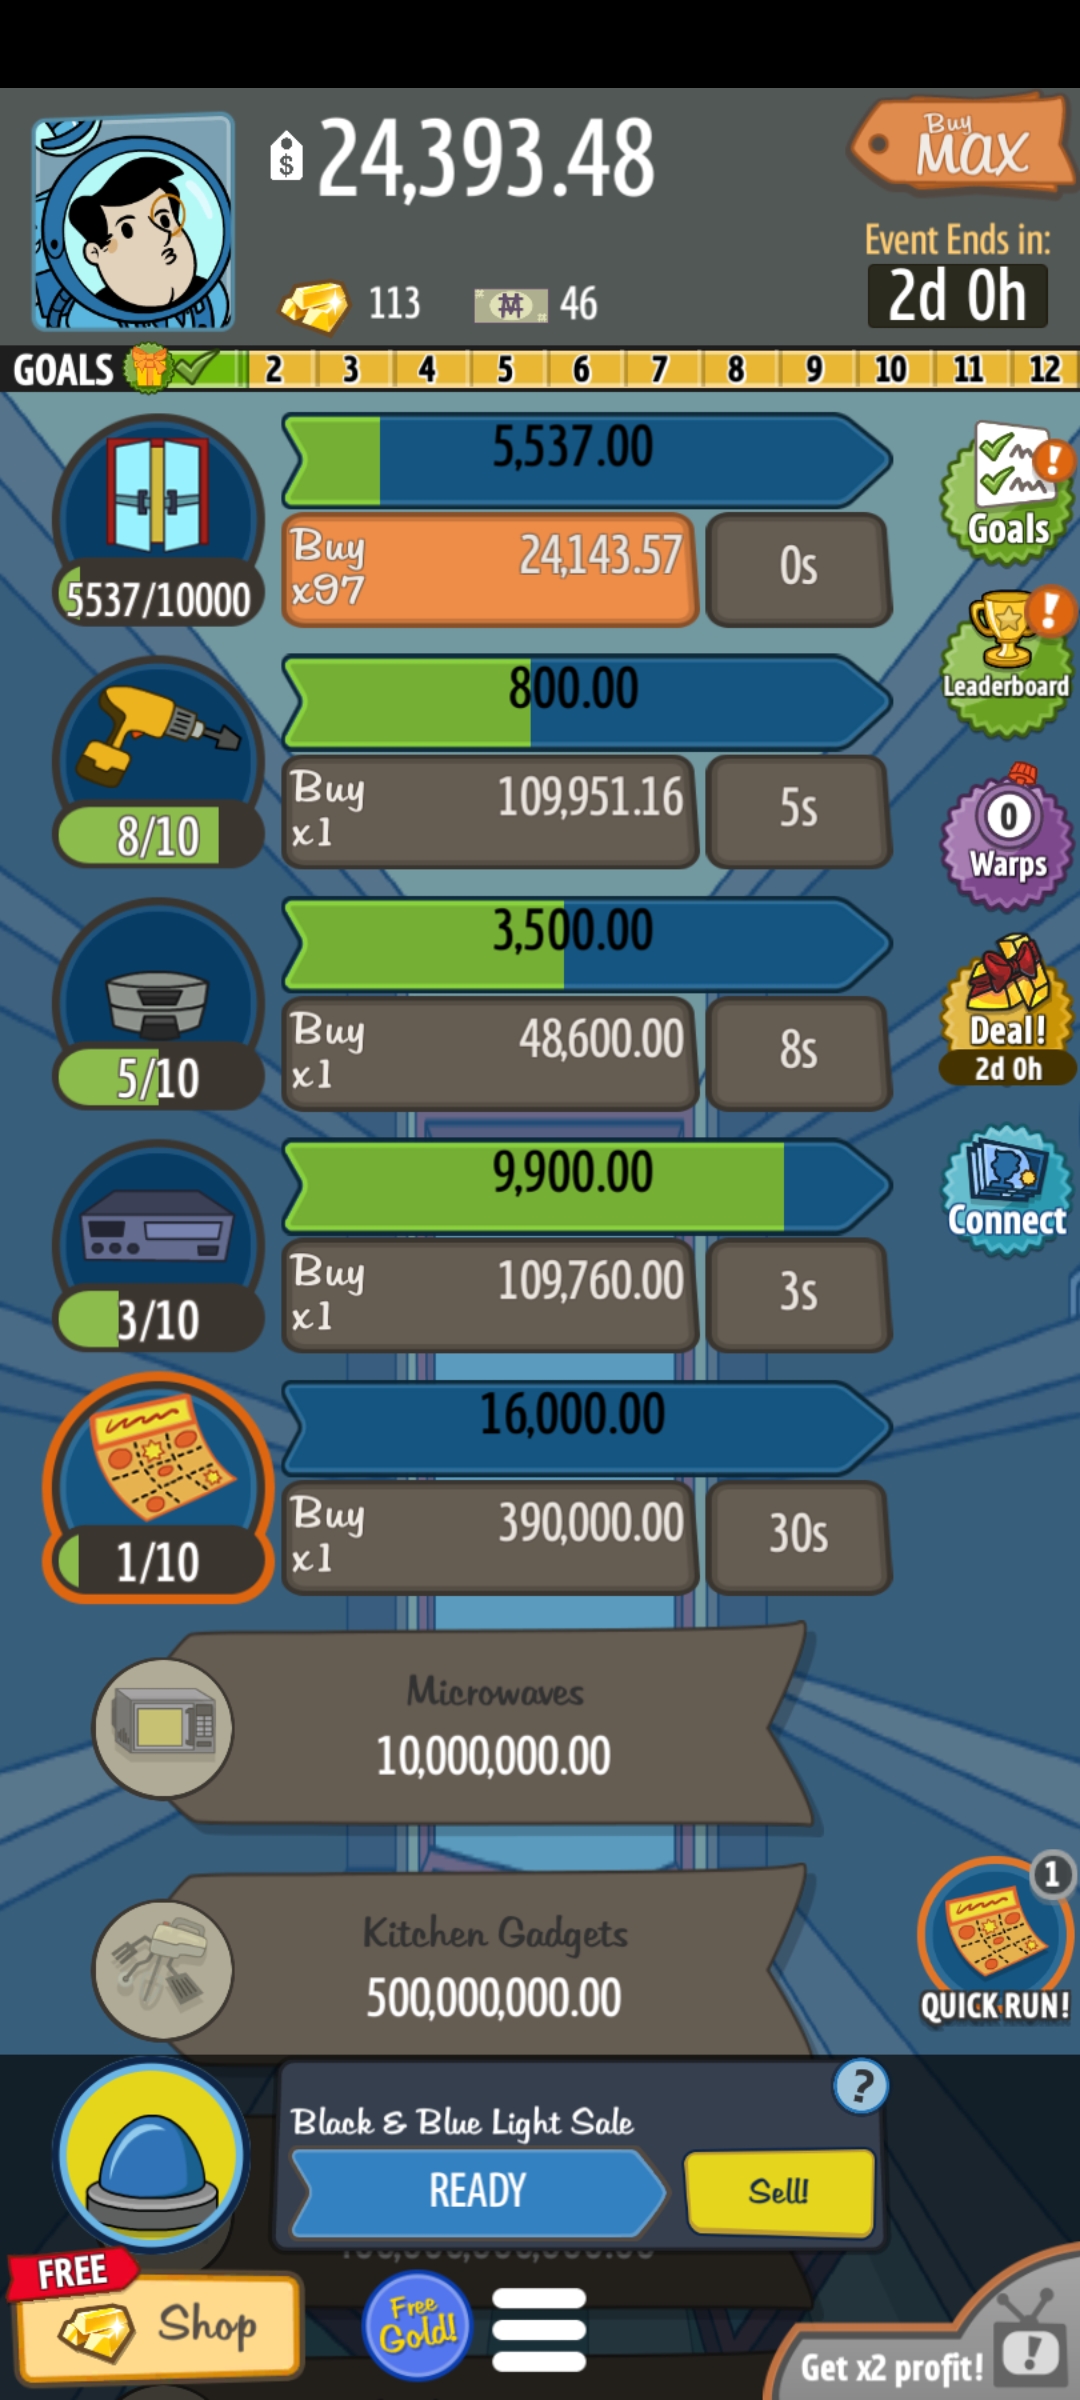 $ 24,393.48
Buy
MAX
Event Ends in:
2d 0h
113
46
GOALS 2 3 4 5 6 7 8 9 10 11 12
5,537.00
Buy
x97
24,143.57
0s
5537/10000
Goals
800.00
Buy
x1
109,951.16
5s
8/10
Leaderboard
3,500.00
Buy
x1
48,600.00
8s
5/10
0
Warps
9,900.00
Buy
x1
109,760.00
3s
3/10
Deal!
2d 0h
16,000.00
Buy
x1
390,000.00
30s
1/10
Connect
Microwaves
10,000,000.00
Kitchen Gadgets
500,000,000.00
1
QUICK RUN!
?
Black & Blue Light Sale
READY
Sell!
FREE
Shop
Free
Gold!
Get x2 profit!